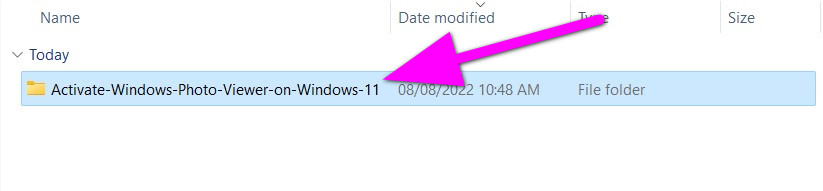 Name Date modified Type Size
Today
Activate-Windows-Photo-Viewer-on-Windows-11 08/08/2022 10:48 AM File folder